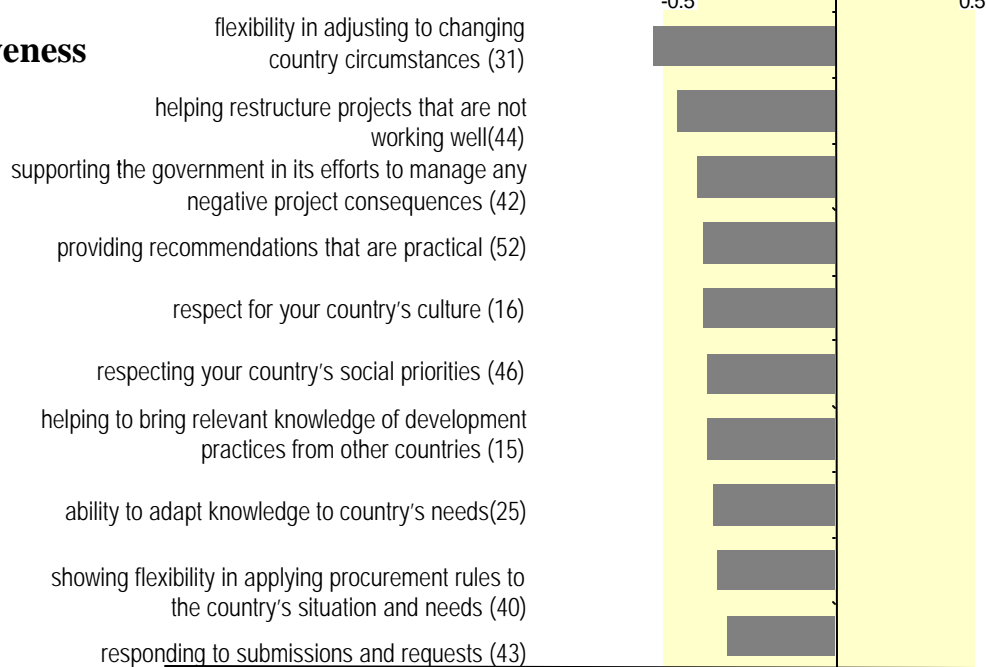 -0.5
0.5
flexibility in adjusting to changing
country circumstances (31)
helping restructure projects that are not
working well(44)
supporting the government in its efforts to manage any
negative project consequences (42)
providing recommendations that are practical (52)
respect for your country's culture (16)
respecting your country's social priorities (46)
helping to bring relevant knowledge of development
practices from other countries (15)
ability to adapt knowledge to country's needs(25)
showing flexibility in applying procurement rules to
the country's situation and needs (40)
responding to submissions and requests (43)